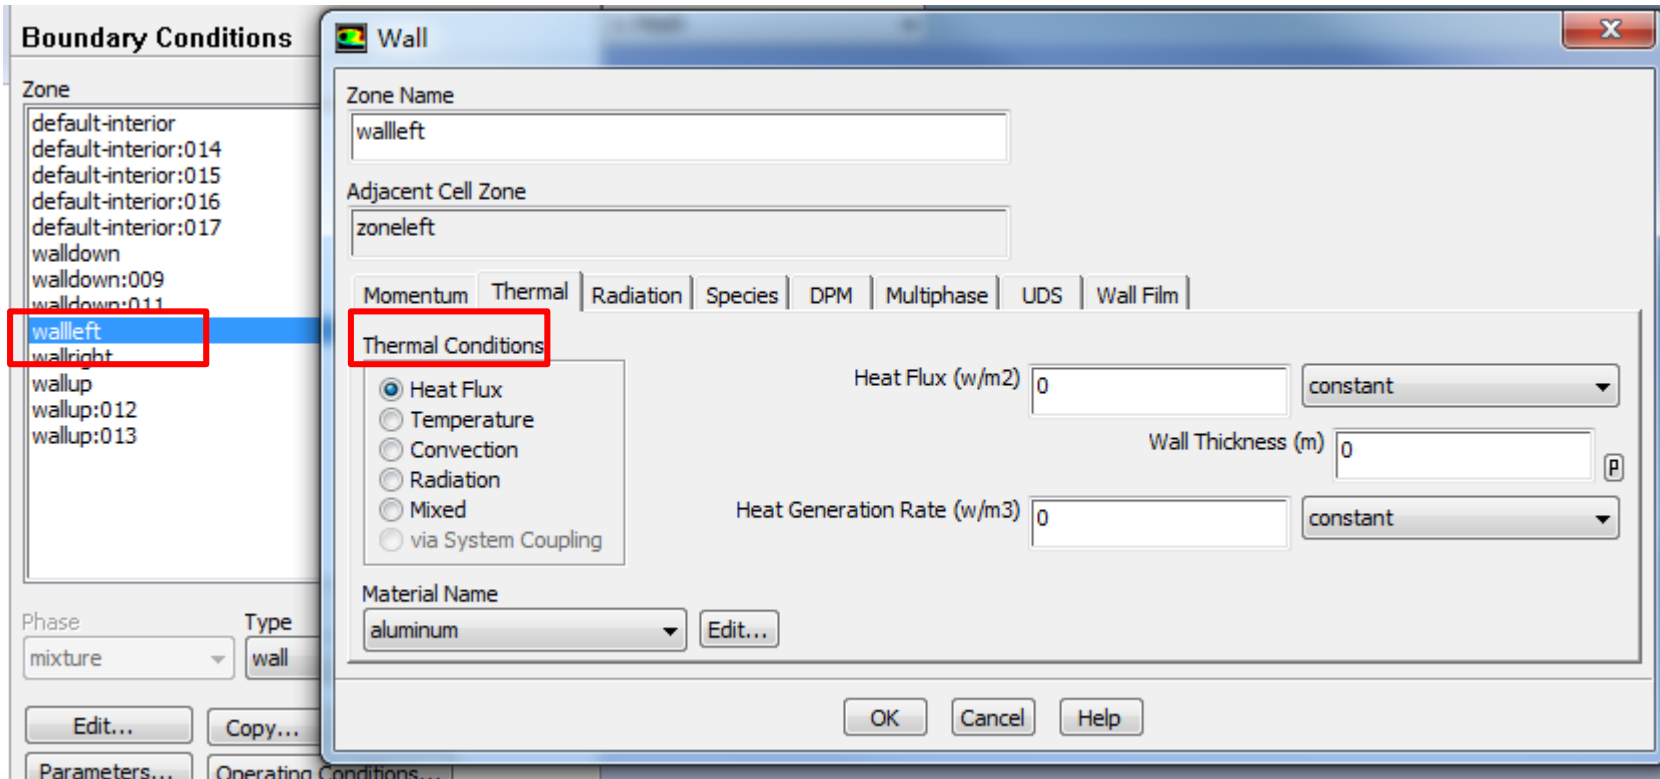 Boundary Conditions
Zone
default-interior
default-interior:014
default-interior:015
default-interior:016
default-interior:017
walldown
walldown:009
walldown:011
wallleft
wallright
wallup
wallup:012
wallup:013
Phase
Type
mixture
wall
Edit...
Copy...
Parameters...
Operating Conditions...
Wall
Zone Name
wallleft
Adjacent Cell Zone
zoneleft
Momentum Thermal Radiation Species DPM Multiphase UDS Wall Film
Thermal Conditions
Heat Flux
Temperature
Convection
Radiation
Mixed
via System Coupling
Heat Flux (w/m2) 0 constant
Wall Thickness (m) 0 P
Heat Generation Rate (w/m3) 0 constant
Material Name
aluminum Edit...
OK Cancel Help